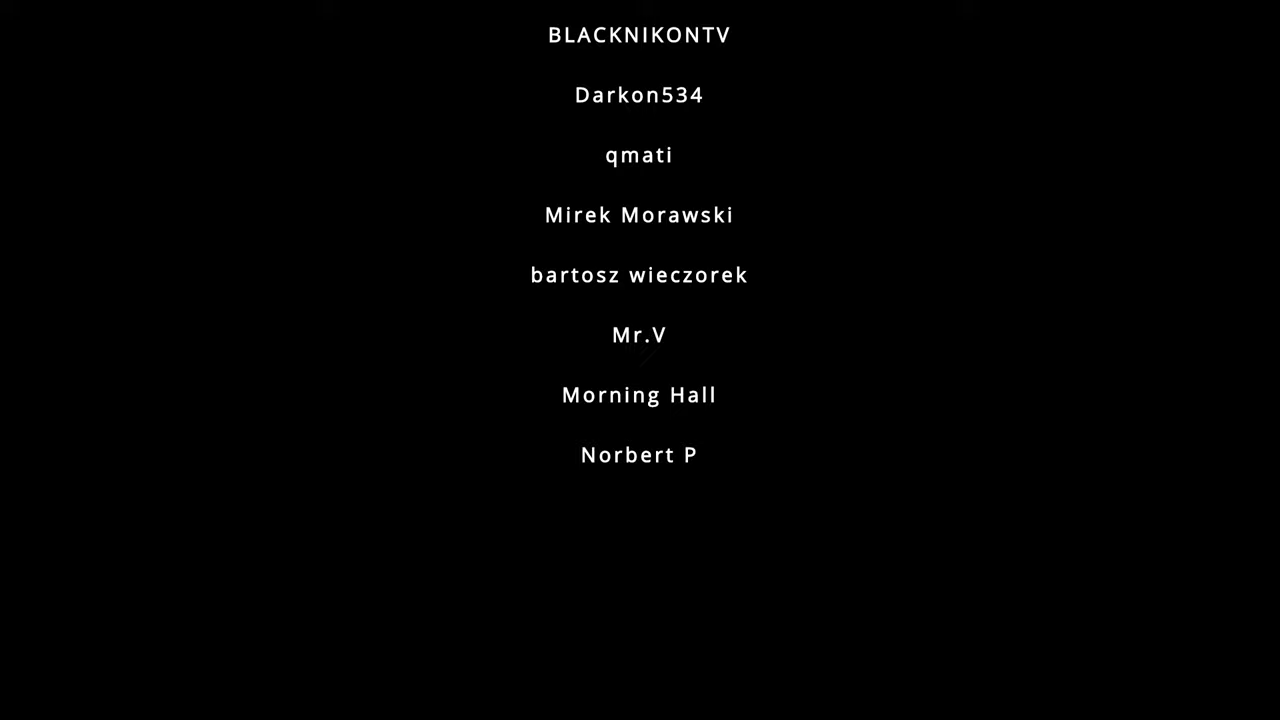 BLACKNIKONTV
Darkon534
qmati
Mirek Morawski
bartosz wieczorek
Mr.V
Morning Hall
Norbert P